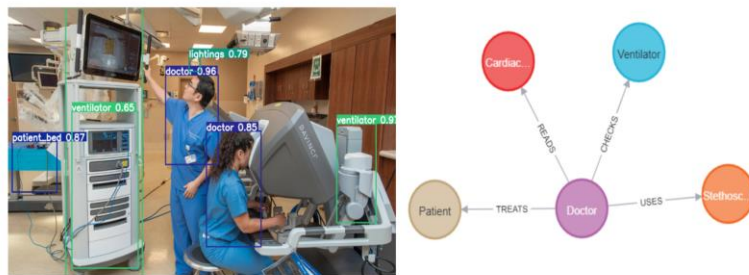 lightings 0.79
doctor 0.96
ventilator 0.65
doctor 0.85
ventilator 0.97
patient_bed 0.87
DAVINCI
Cardiac...
Ventilator
READS
CHECKS
Patient
TREATS
Doctor
USES
Stethosc...